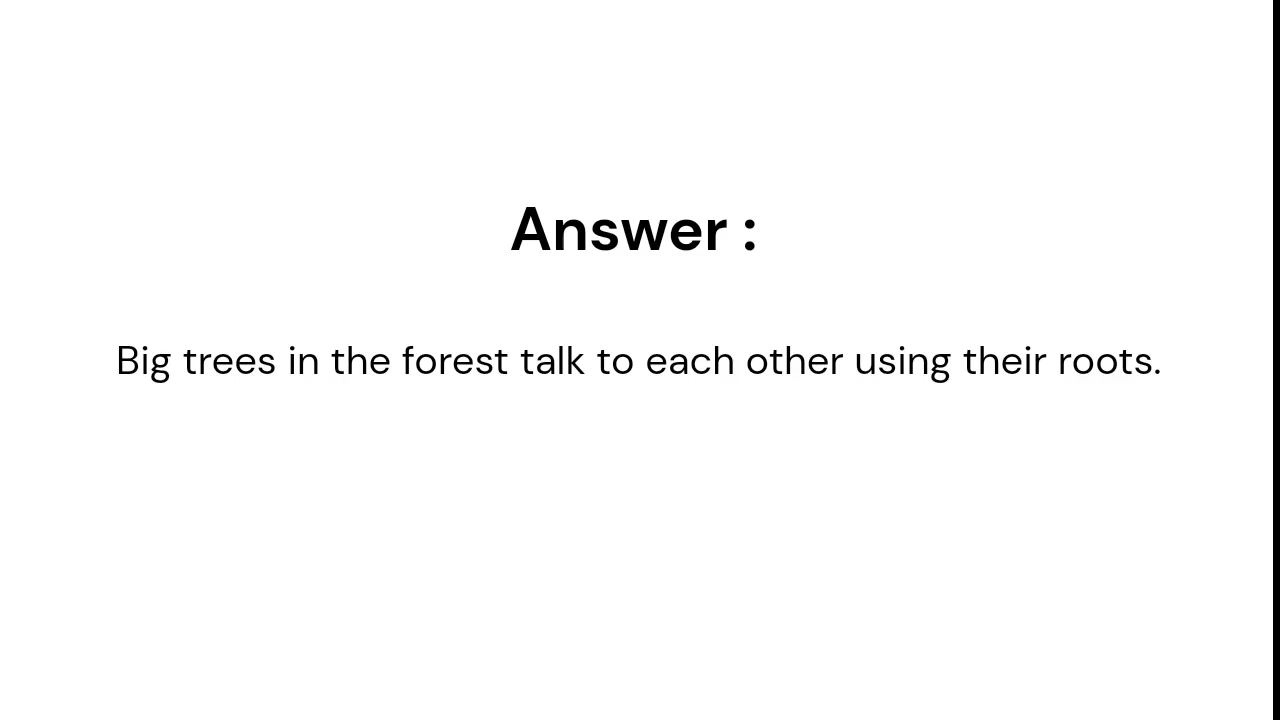 Answer :
Big trees in the forest talk to each other using their roots.